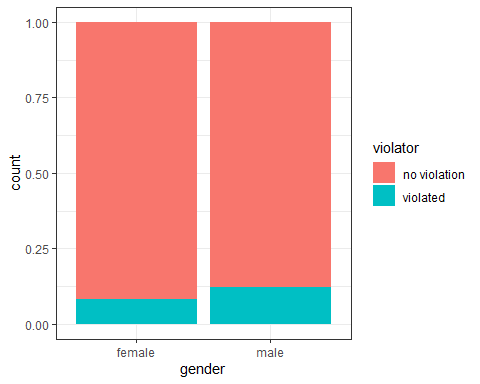 1.00
0.75
0.50
0.25
0.00
count
female
male
gender
violator
no violation
violated